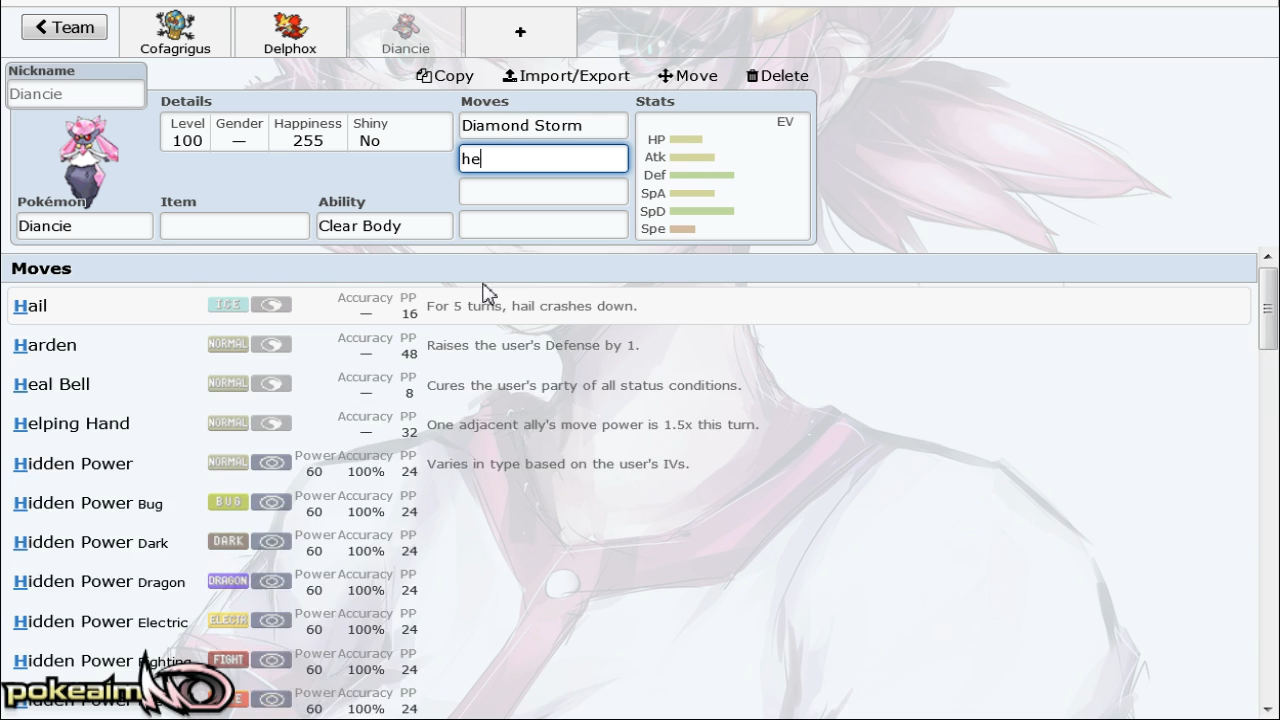 Team
Cofagrigus
Delphox
Diancie
+
Nickname
Diancie
Copy
Import/Export
Move
Delete
Details
Level
Gender
Happiness
Shiny
100
—
255
No
Moves
Diamond Storm
he
Stats
EV
HP
Atk
Def
SpA
SpD
Spe
Pokémon
Diancie
Item
Ability
Clear Body
Moves
Hail ICE Accuracy — PP 16 For 5 turns, hail crashes down.
Harden NORMAL Accuracy — PP 48 Raises the user's Defense by 1.
Heal Bell NORMAL Accuracy — PP 8 Cures the user's party of all status conditions.
Helping Hand NORMAL Accuracy — PP 32 One adjacent ally's move power is 1.5x this turn.
Hidden Power NORMAL Power 60 Accuracy 100% PP 24 Varies in type based on the user's IVs.
Hidden Power Bug BUG Power 60 Accuracy 100% PP 24
Hidden Power Dark DARK Power 60 Accuracy 100% PP 24
Hidden Power Dragon DRAGON Power 60 Accuracy 100% PP 24
Hidden Power Electric ELECTR Power 60 Accuracy 100% PP 24
Hidden Power Fighting FIGHT Power 60 Accuracy 100% PP 24
Power 60 Accuracy 100% PP 24
pokeaim